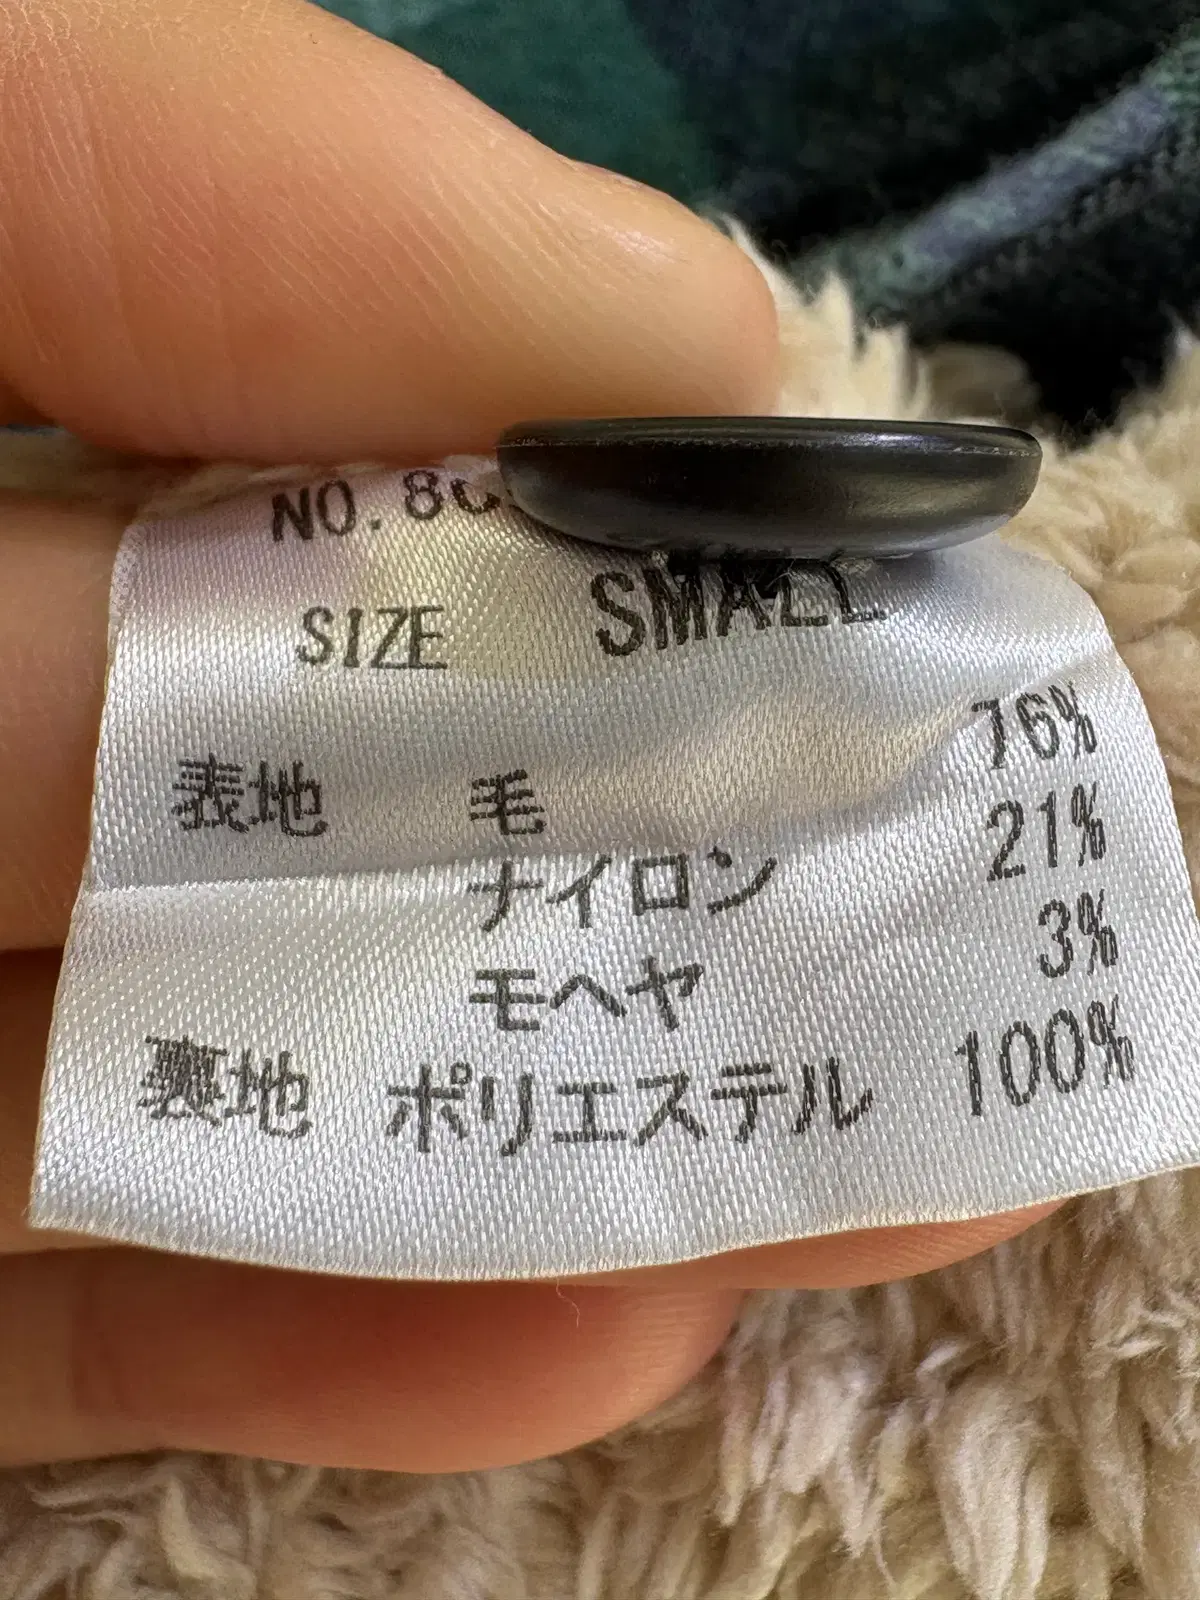 NO. 8
SIZE SMALL
表地 毛 76%
ナイロン 21%
モヘヤ 3%
裏地 ポリエステル 100%